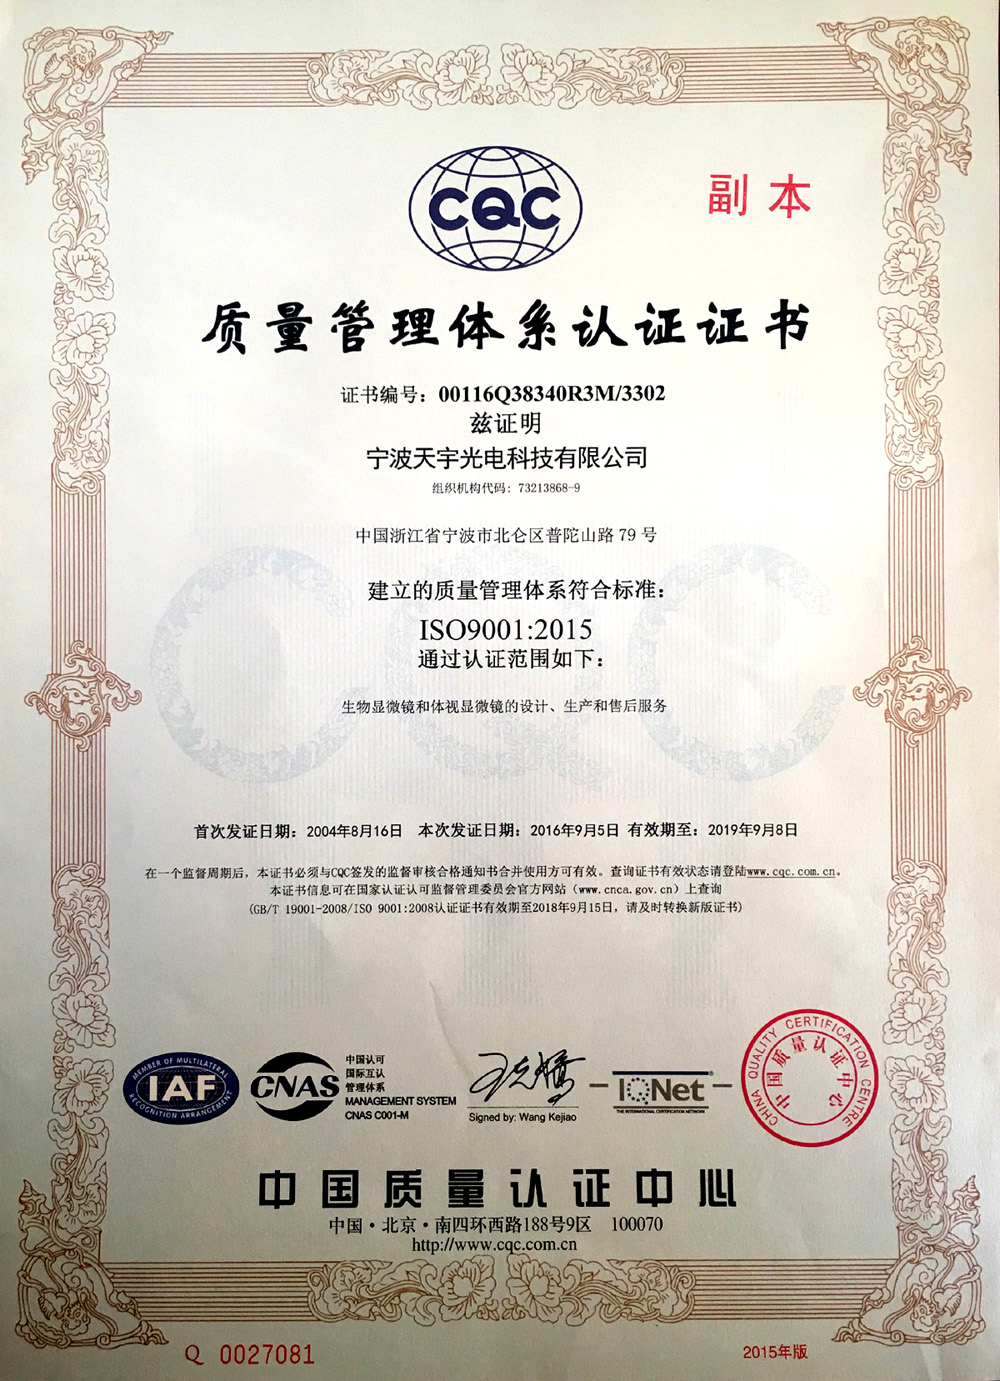 CQC
副本
质量管理体系认证证书
证书编号：00116Q38340R3M/3302
兹证明
宁波天宇光电科技有限公司
组织机构代码：73213868-9
中国浙江省宁波市北仑区普陀山路 79 号
建立的质量管理体系符合标准：
ISO9001:2015
通过认证范围如下：
生物显微镜和体视显微镜的设计、生产和售后服务
首次发证日期：2004年8月16日 本次发证日期：2016年9月5日 有效期至：2019年9月8日
在一个监督周期后，本证书必须与CQC签发的监督审核合格通知书合并使用方可有效。查询证书有效状态请登陆www.cqc.com.cn。
本证书信息可在国家认证认可监督管理委员会官方网站（www.cnca.gov.cn）上查询
(GB/T 19001-2008/ISO 9001:2008认证证书有效期至2018年9月15日，请及时转换新版证书)
MEMBER OF MULTILATERAL
IAF
RECOGNITION ARRANGEMENT
CNAS
中国认可
国际互认
管理体系
MANAGEMENT SYSTEM
CNAS C001-M
Signed by: Wang Kejiao
IQNet
THE INTERNATIONAL CERTIFICATION NETWORK
CHINA QUALITY CERTIFICATION CENTRE
中国质量认证中心
中国质量认证中心
中国·北京·南四环西路188号9区 100070
http://www.cqc.com.cn
Q 0027081
2015年版